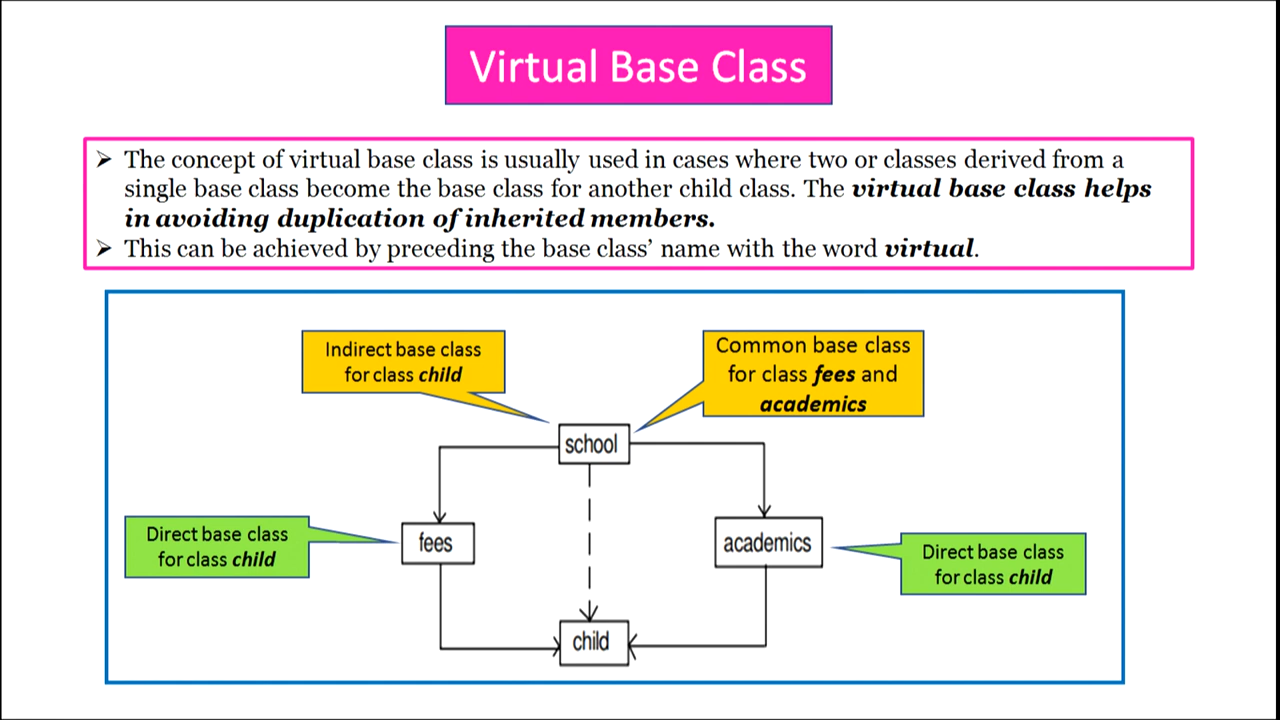 Virtual Base Class
➢ The concept of virtual base class is usually used in cases where two or classes derived from a
single base class become the base class for another child class. The virtual base class helps
in avoiding duplication of inherited members.
➢ This can be achieved by preceding the base class’ name with the word virtual.
Indirect base class
for class child
Common base class
for class fees and
academics
school
Direct base class
for class child
fees
academics
Direct base class
for class child
child